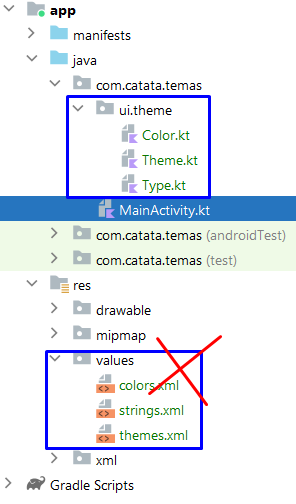 app
manifests
java
com.catata.temas
ui.theme
Color.kt
Theme.kt
Type.kt
MainActivity.kt
com.catata.temas (androidTest)
com.catata.temas (test)
res
drawable
mipmap
values
colors.xml
strings.xml
themes.xml
xml
Gradle Scripts